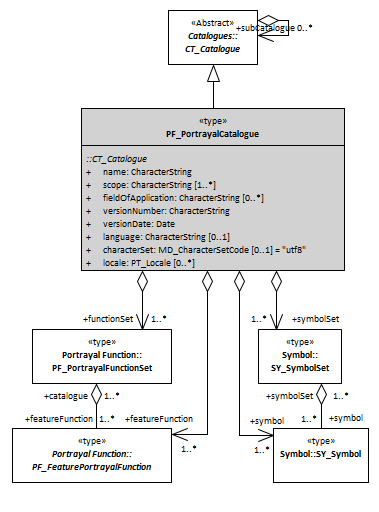 «Abstract»
Catalogues::
CT_Catalogue
+subCatalogue 0..*
«type»
PF_PortrayalCatalogue
::CT_Catalogue
+ name: CharacterString
+ scope: CharacterString [1..*]
+ fieldOfApplication: CharacterString [0..*]
+ versionNumber: CharacterString
+ versionDate: Date
+ language: CharacterString [0..1]
+ characterSet: MD_CharacterSetCode [0..1] = "utf8"
+ locale: PT_Locale [0..*]
+functionSet 1..*
1..* +symbolSet
«type»
Portrayal Function::
PF_PortrayalFunctionSet
«type»
Symbol::
SY_SymbolSet
+catalogue 1..*
+symbolSet 1..*
+featureFunction 1..* +featureFunction
+symbol 1..* +symbol
1..*
1..*
«type»
Portrayal Function::
PF_FeaturePortrayalFunction
«type»
Symbol::SY_Symbol